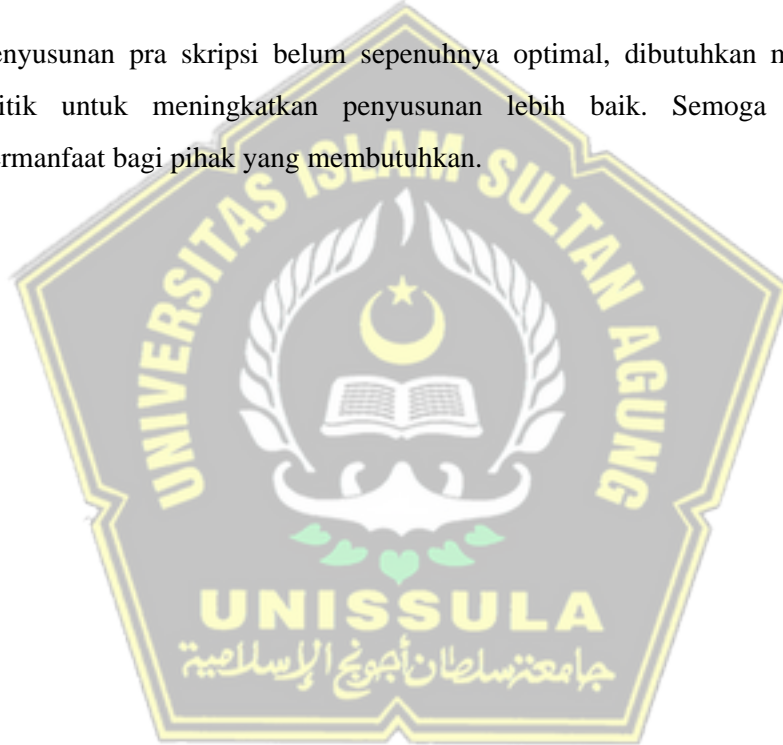 enyusunan pra skripsi belum sepenuhnya optimal, dibutuhkan
itik untuk meningkatkan penyusunan lebih baik. Semoga
ermanfaat bagi pihak yang membutuhkan.
UNIVERSITAS ISLAM SULTAN AGUNG
UNISSULA
جامعة سلطان أجونج الإسلامية